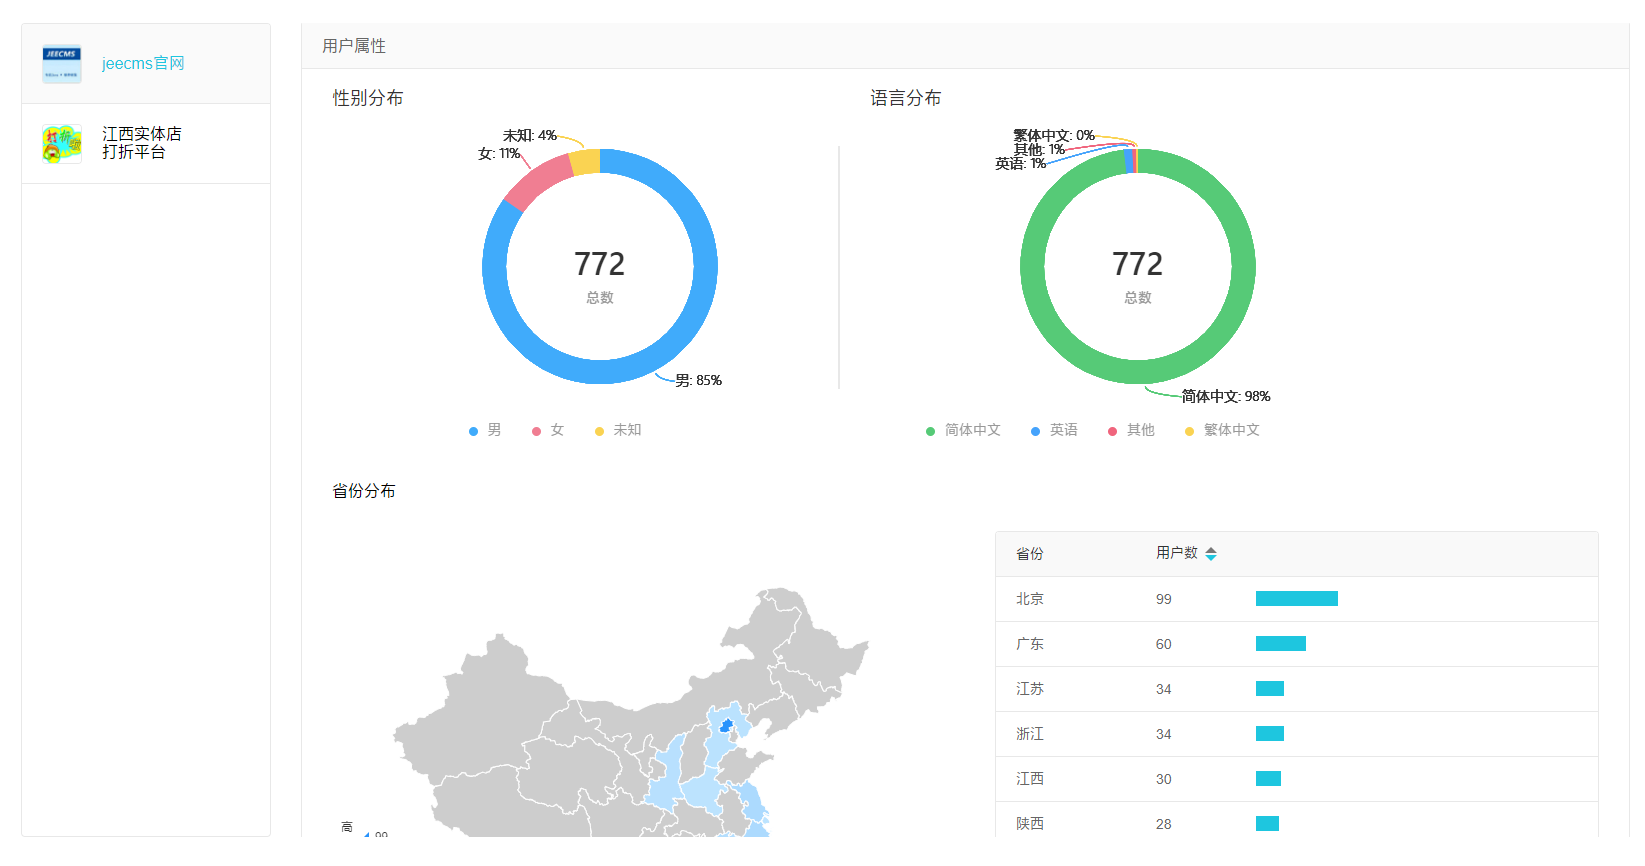 JEECMS
jeecms官网
江西实体店
打折平台
用户属性
性别分布
未知: 4%
女: 11%
772
总数
男: 85%
男 女 未知
语言分布
繁体中文: 0%
其他: 1%
英语: 1%
772
总数
简体中文: 98%
简体中文 英语 其他 繁体中文
省份分布
高
99
省份 用户数
北京 99
广东 60
江苏 34
浙江 34
江西 30
陕西 28